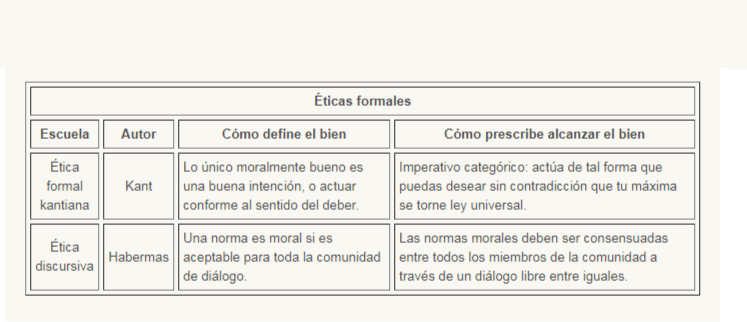 Éticas formales
Escuela Autor Cómo define el bien Cómo prescribe alcanzar el bien
Ética
formal
kantiana
Kant
Lo único moralmente bueno es
una buena intención, o actuar
conforme al sentido del deber.
Imperativo categórico: actúa de tal forma que
puedas desear sin contradicción que tu máxima
se torne ley universal.
Ética
discursiva
Habermas
Una norma es moral si es
aceptable para toda la comunidad
de diálogo.
Las normas morales deben ser consensuadas
entre todos los miembros de la comunidad a
través de un diálogo libre entre iguales.